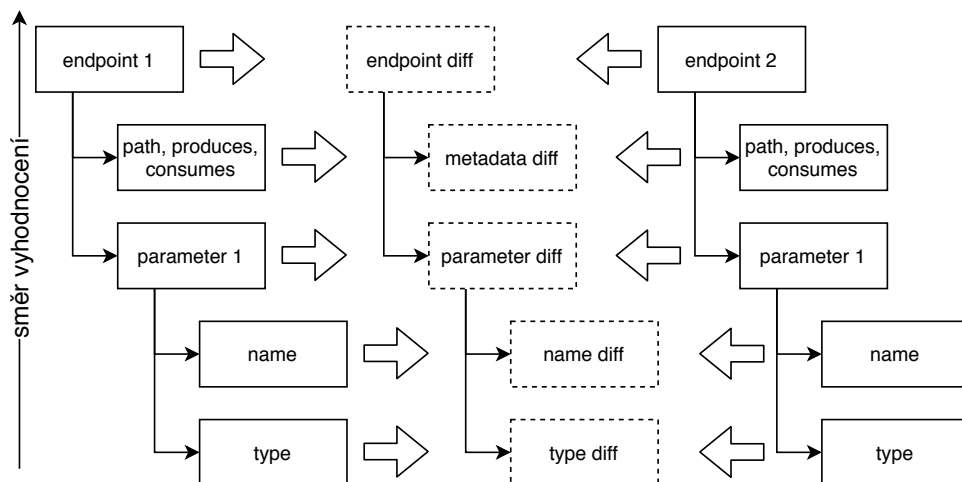 endpoint 1
endpoint diff
endpoint 2
path, produces,
consumes
metadata diff
path, produces,
consumes
parameter 1
parameter diff
parameter 1
name
name diff
name
type
type diff
type
směr vyhodnocení